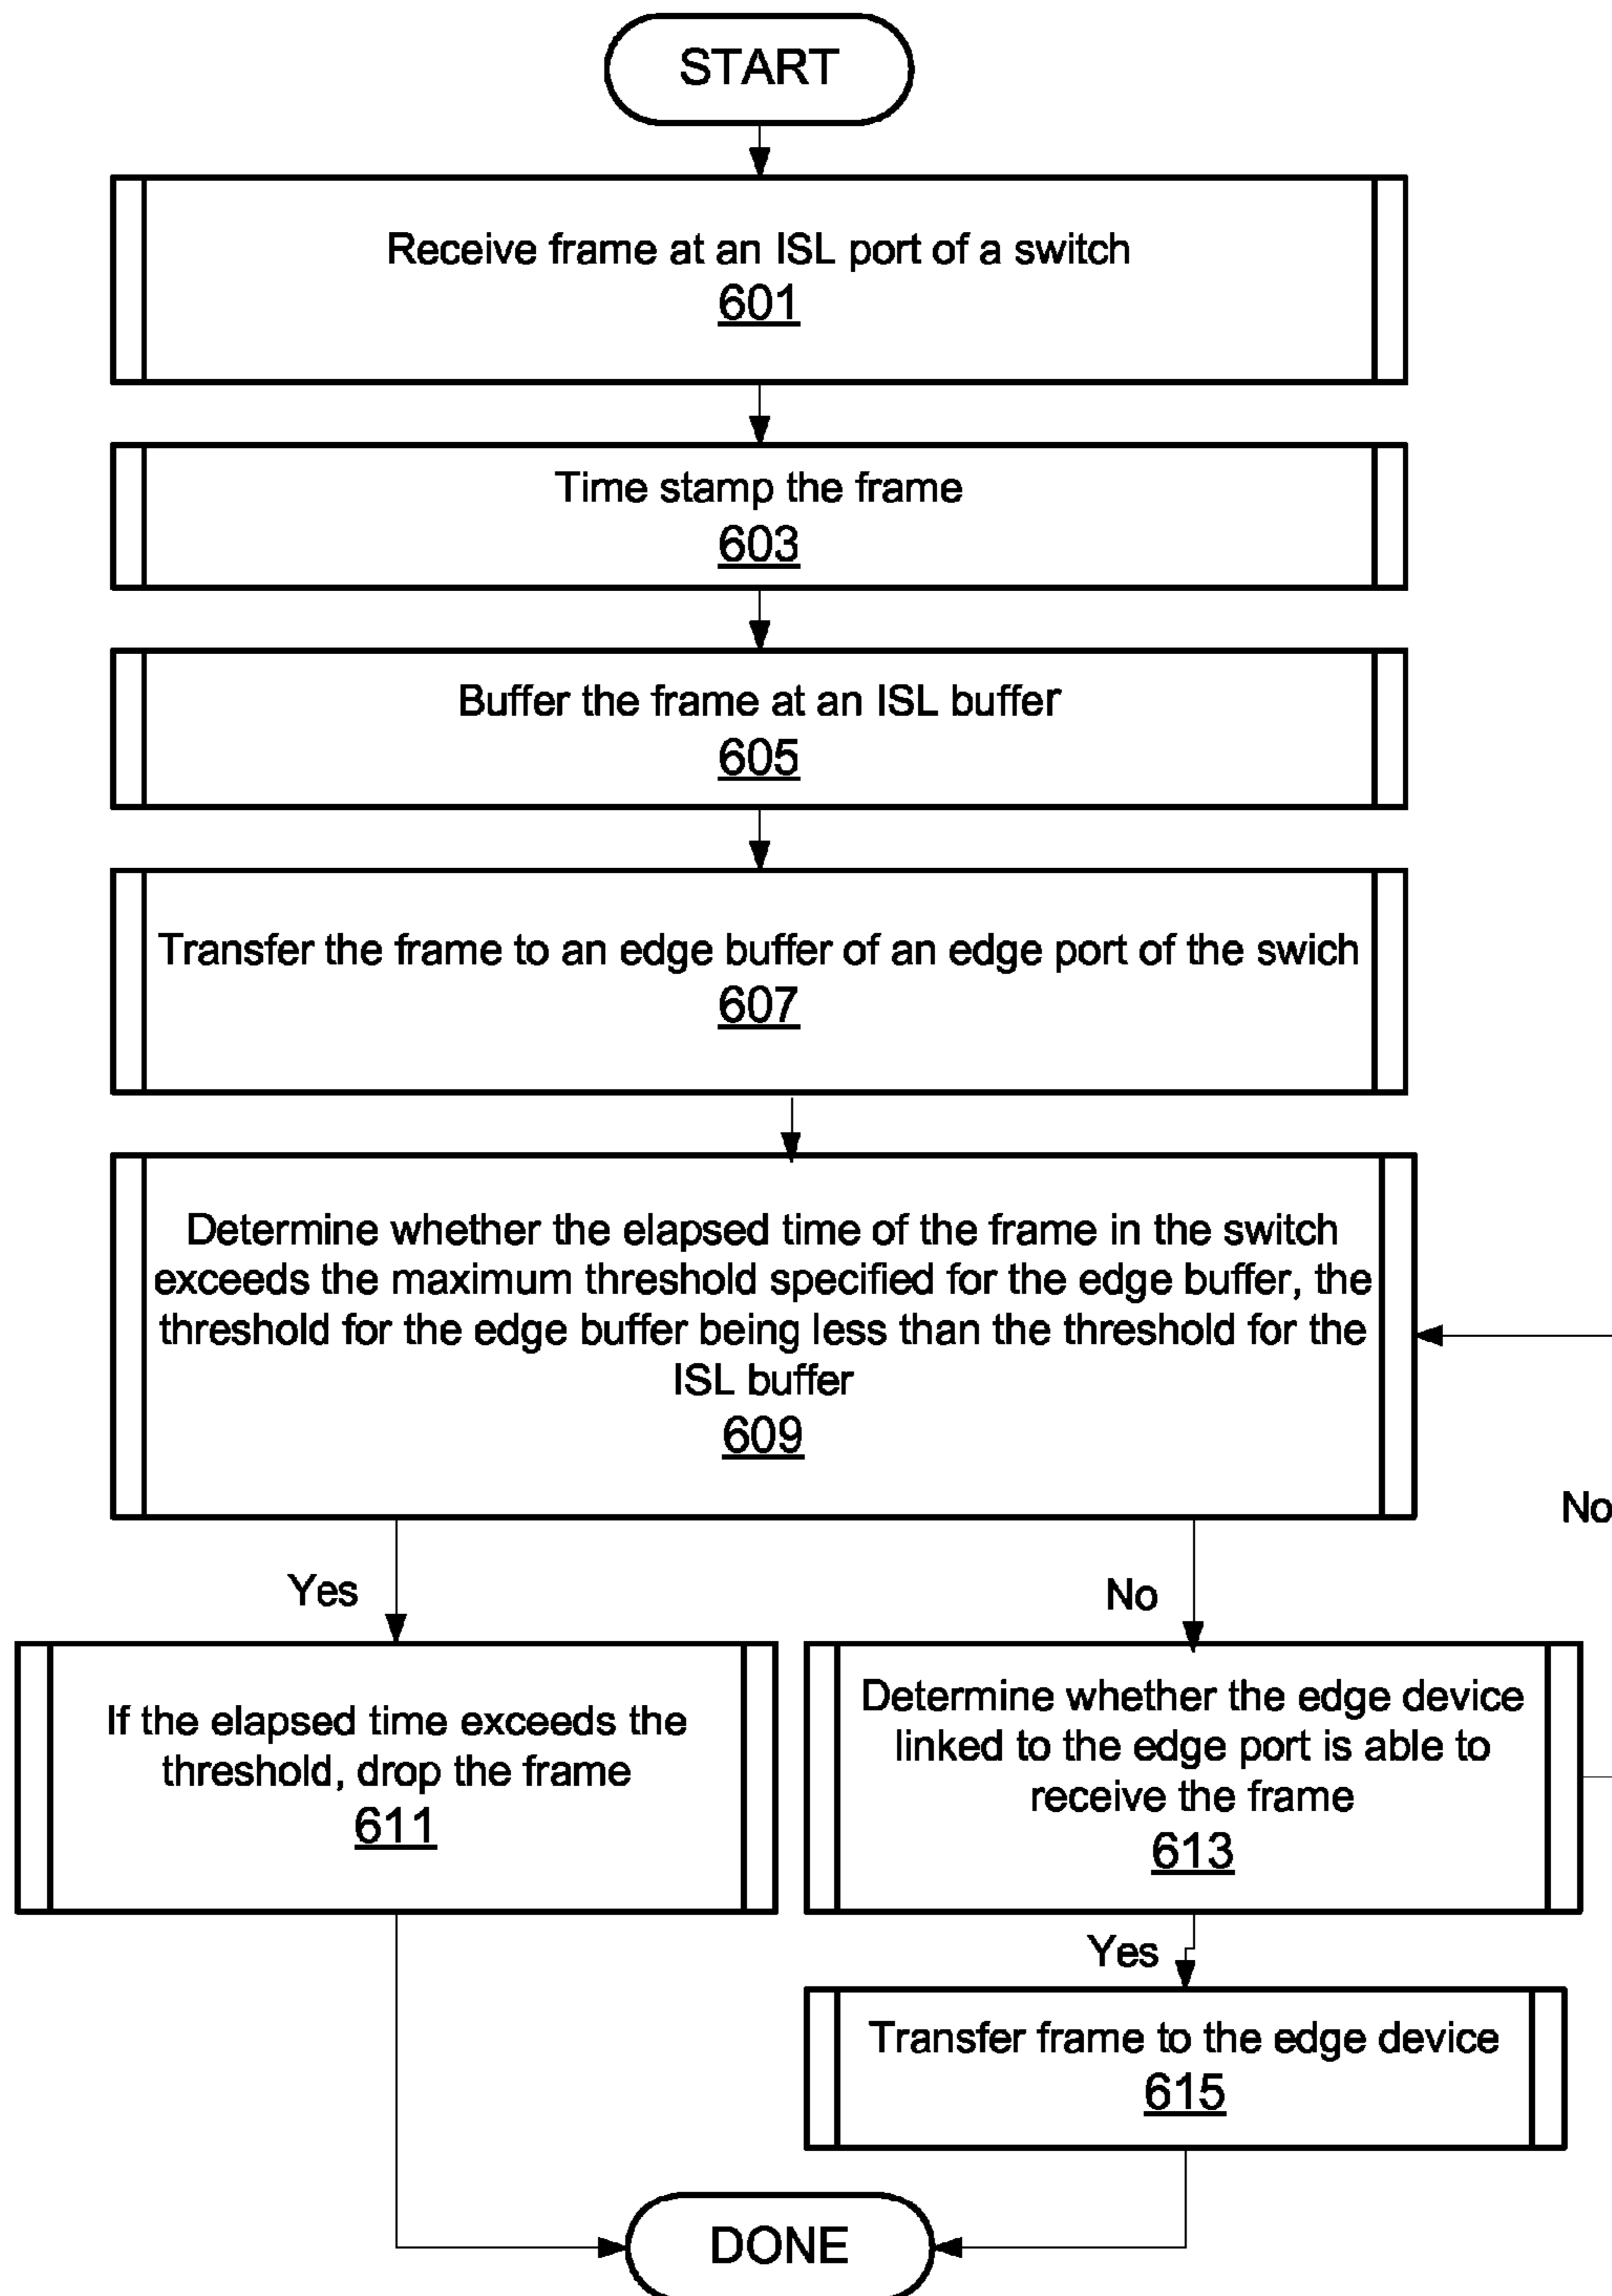 START
Receive frame at an ISL port of a switch
601
Time stamp the frame
603
Buffer the frame at an ISL buffer
605
Transfer the frame to an edge buffer of an edge port of the swich
607
Determine whether the elapsed time of the frame in the switch
exceeds the maximum threshold specified for the edge buffer, the
threshold for the edge buffer being less than the threshold for the
ISL buffer
609
No
Yes
No
If the elapsed time exceeds the
threshold, drop the frame
611
Determine whether the edge device
linked to the edge port is able to
receive the frame
613
Yes
Transfer frame to the edge device
615
DONE